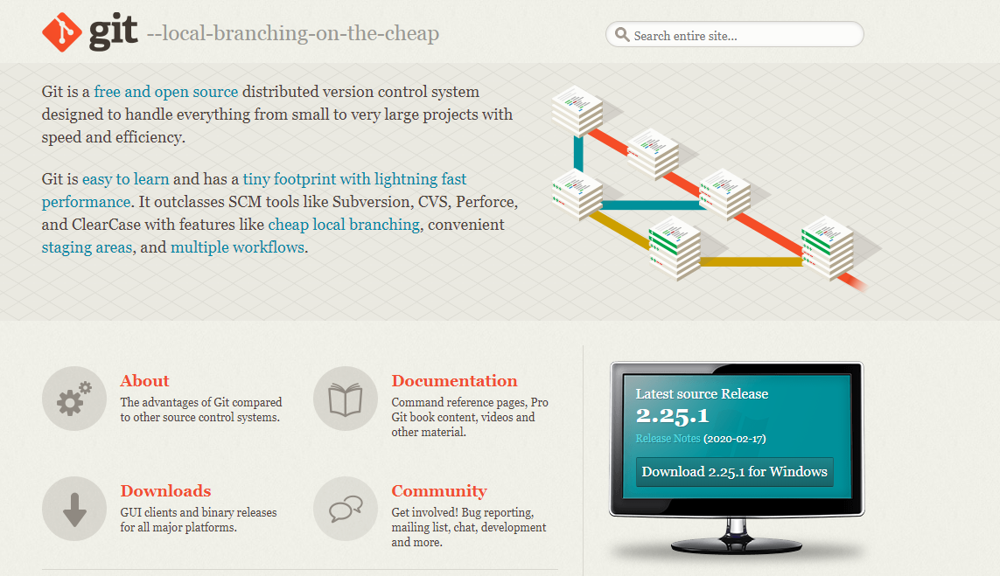 git --local-branching-on-the-cheap
Search entire site...
Git is a free and open source distributed version control system
designed to handle everything from small to very large projects with
speed and efficiency.
Git is easy to learn and has a tiny footprint with lightning fast
performance. It outclasses SCM tools like Subversion, CVS, Perforce,
and ClearCase with features like cheap local branching, convenient
staging areas, and multiple workflows.
About
The advantages of Git compared
to other source control systems.
Documentation
Command reference pages, Pro
Git book content, videos and
other material.
Downloads
GUI clients and binary releases
for all major platforms.
Community
Get involved! Bug reporting,
mailing list, chat, development
and more.
Latest source Release
2.25.1
Release Notes (2020-02-17)
Download 2.25.1 for Windows